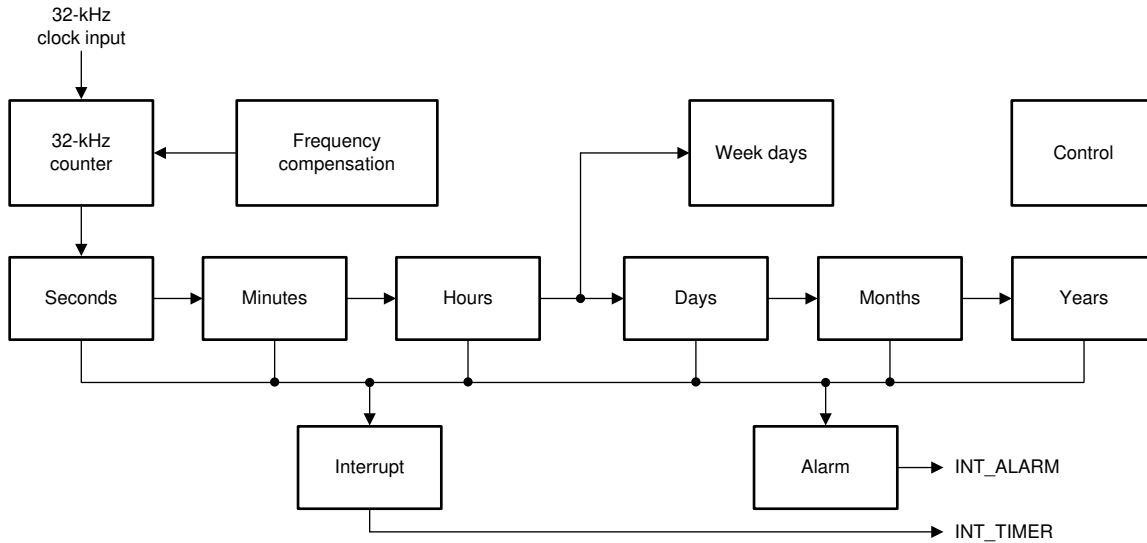 32-kHz
clock input
32-kHz
counter
Frequency
compensation
Week days
Control
Seconds
Minutes
Hours
Days
Months
Years
Interrupt
Alarm
INT_ALARM
INT_TIMER